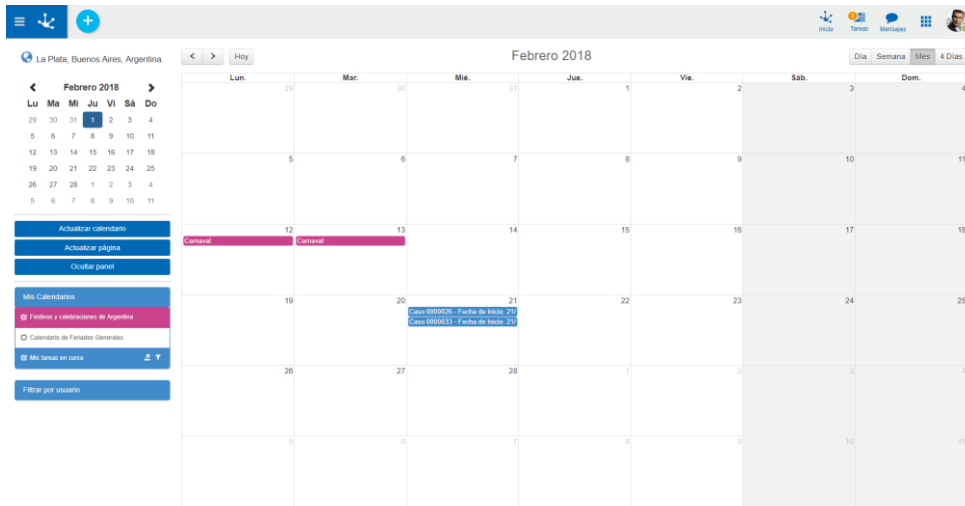 2
Inicio Tareas Mensajes
La Plata, Buenos Aires, Argentina.
Hoy
Febrero 2018
Día Semana Mes 4 Días
Febrero 2018
Lu Ma Mi Ju Vi Sá Do
29 30 31 1 2 3 4
5 6 7 8 9 10 11
12 13 14 15 16 17 18
19 20 21 22 23 24 25
26 27 28 1 2 3 4
5 6 7 8 9 10 11
Actualizar calendario
Actualizar página
Ocultar panel
Mis Calendarios
Festivos y celebraciones de Argentina
Calendario de Feriados Generales
Mis tareas en curso
Filtrar por usuario
Lun. Mar. Mié. Jue. Vie. Sáb. Dom.
29 30 31 1 2 3 4
5 6 7 8 9 10 11
12 13 14 15 16 17 18
Carnaval Carnaval
19 20 21 22 23 24 25
Caso 0000026 - Fecha de Inicio: 21/
Caso 0000033 - Fecha de Inicio: 21/
26 27 28 1 2 3 4
5 6 7 8 9 10 11